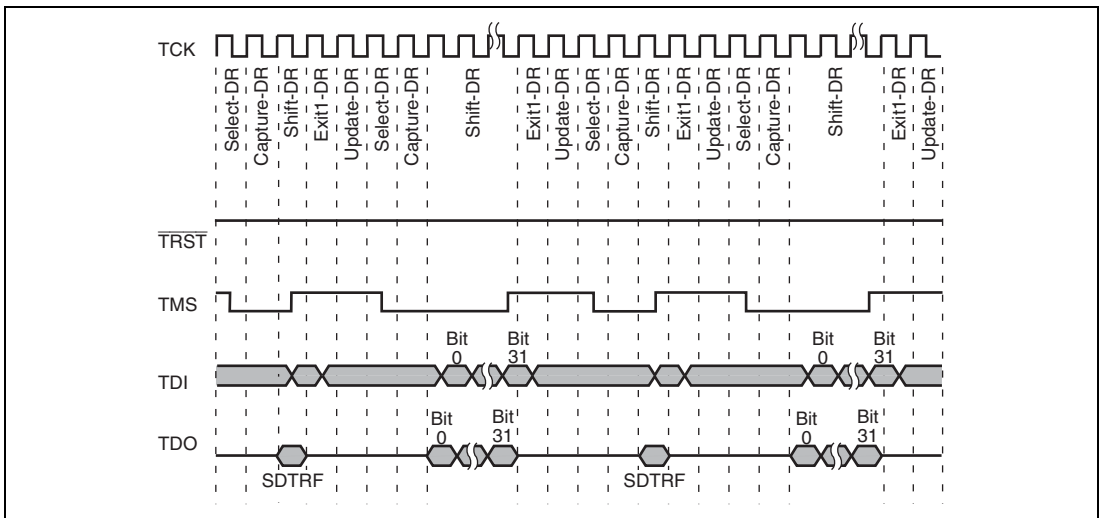 TCK
Select-DR
Capture-DR
Shift-DR
Exit1-DR
Update-DR
Select-DR
Capture-DR
Shift-DR
Exit1-DR
Update-DR
Select-DR
Capture-DR
Shift-DR
Exit1-DR
Update-DR
Select-DR
Capture-DR
Shift-DR
Exit1-DR
Update-DR
TRST
TMS
Bit
0
Bit
31
Bit
0
Bit
31
TDI
Bit
0
Bit
31
Bit
0
Bit
31
TDO
SDTRF
SDTRF